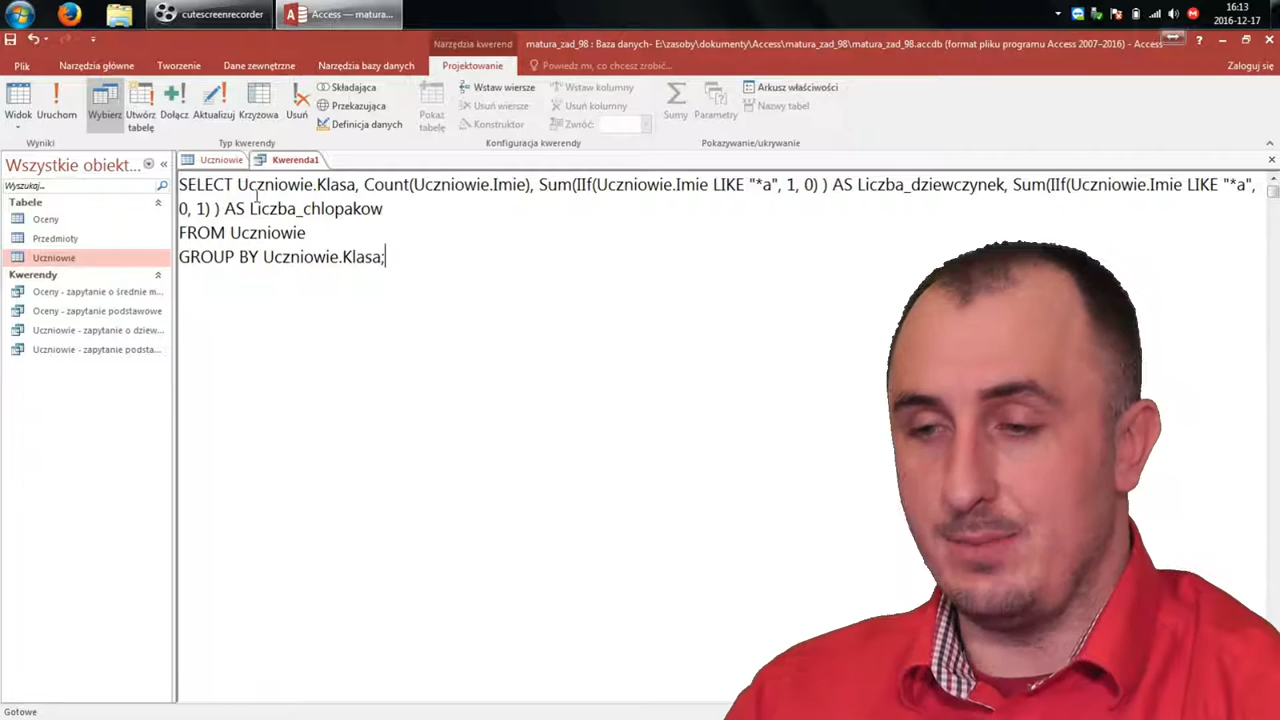 cutescreenrecorder
Access — matura...
16:13
2016-12-17
Narzędzia kwerend
matura_zad_98 : Baza danych- E:\zasoby\dokumenty\Access\matura_zad_98\matura_zad_98.accdb (format pliku programu Access 2007–2016) - Access
Plik Narzędzia główne Tworzenie Dane zewnętrzne Narzędzia bazy danych Projektowanie Powiedz mi, co chcesz zrobić... Zaloguj się
Widok Uruchom Wybierz Utwórz tabelę Dołącz Aktualizuj Krzyżowa Usuń
Składająca
Przekazująca
Definicja danych
Pokaż tabelę
Wstaw wiersze
Usuń wiersze
Konstruktor
Wstaw kolumny
Usuń kolumny
Zwróć:
Sumy Parametry
Arkusz właściwości
Nazwy tabel
Wyniki Typ kwerendy Konfiguracja kwerendy Pokazywanie/ukrywanie
Wszystkie obiekt...
Wyszukaj...
Tabele
Oceny
Przedmioty
Uczniowie
Kwerendy
Oceny - zapytanie o średnie m...
Oceny - zapytanie podstawowe
Uczniowie - zapytanie o dziew...
Uczniowie - zapytanie podsta...
Uczniowie Kwerenda1
SELECT Uczniowie.Klasa, Count(Uczniowie.Imie), Sum(IIf(Uczniowie.Imie LIKE "*a", 1, 0) ) AS Liczba_dziewczynek, Sum(IIf(Uczniowie.Imie LIKE "*a",
0, 1) ) AS Liczba_chlopakow
FROM Uczniowie
GROUP BY Uczniowie.Klasa;
Gotowe